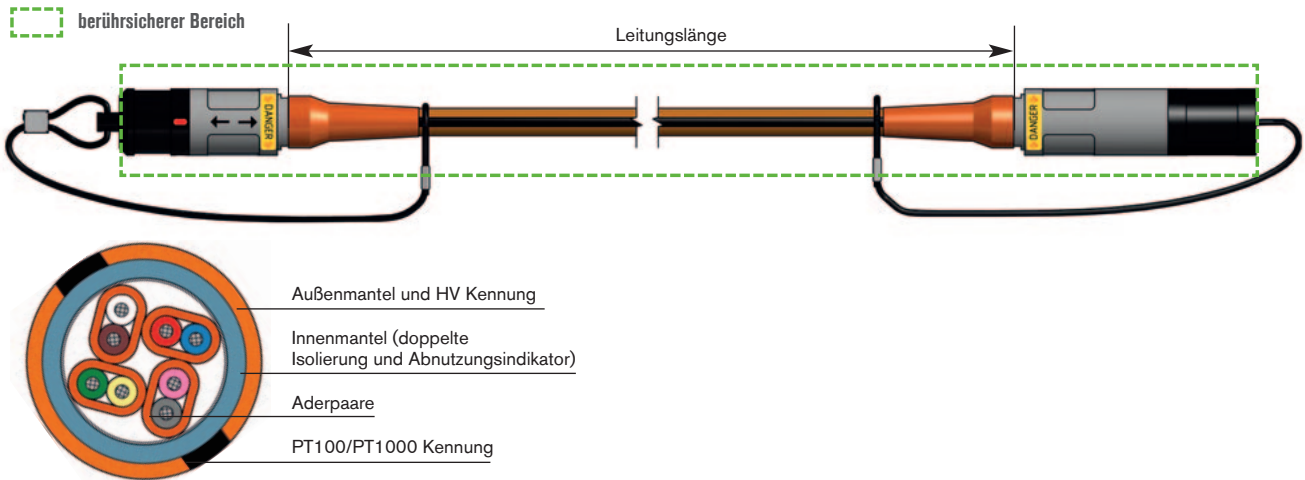 berührsicherer Bereich
Leitungslänge
DANGER
DANGER
Außenmantel und HV Kennung
Innenmantel (doppelte
Isolierung und Abnutzungsindikator)
Aderpaare
PT100/PT1000 Kennung